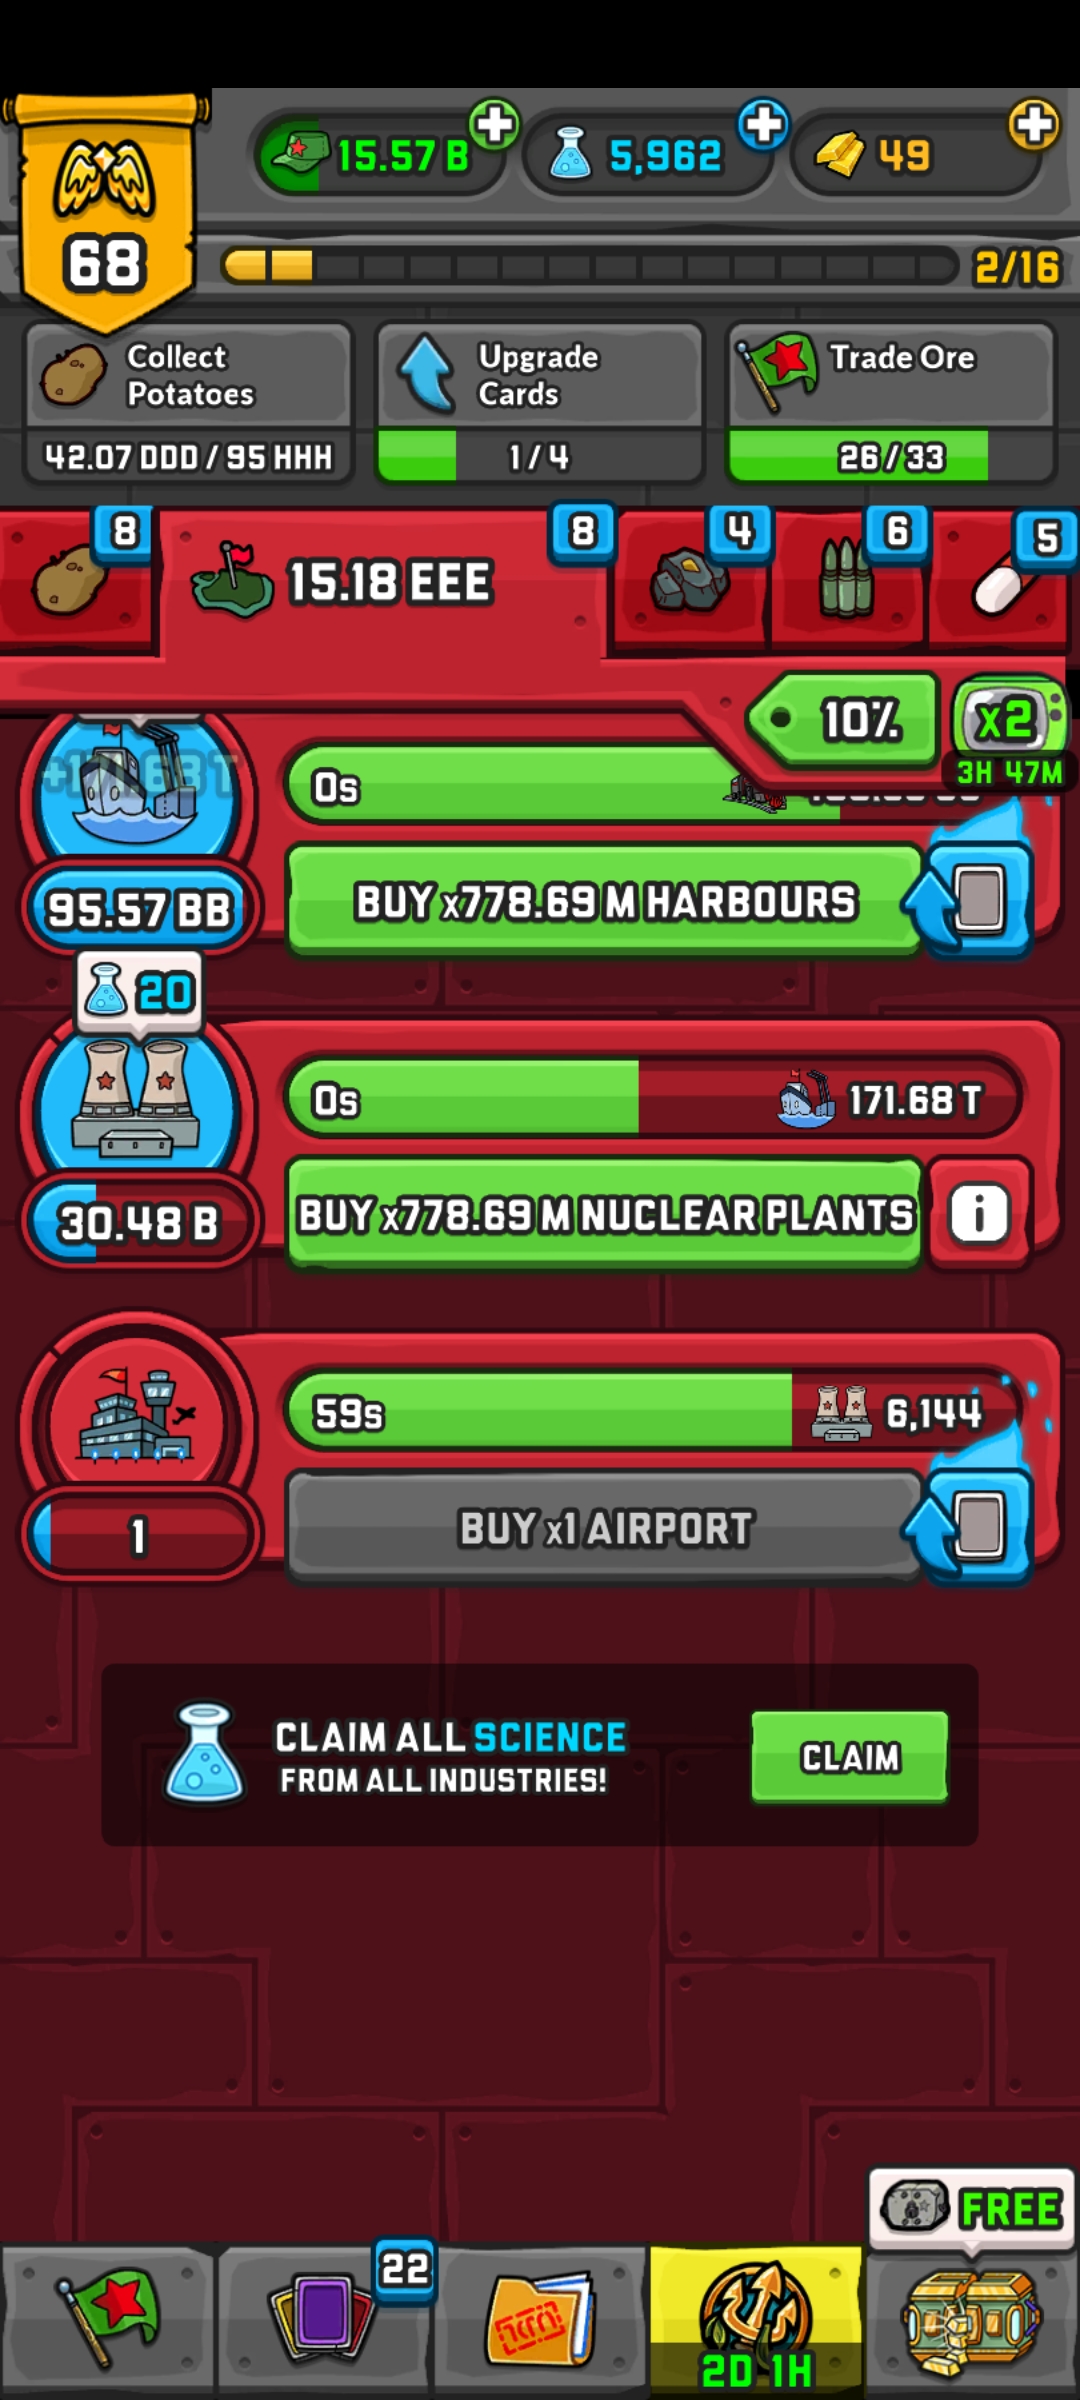 15.57 B
5,962
49
68
2/16
Collect
Potatoes
Upgrade
Cards
Trade Ore
42.07 DDD / 95 HHH
1/4
26/33
8
15.18 EEE
8
4
6
5
10%
x2
3H 47M
0s
95.57 BB
BUY x778.69 M HARBOURS
20
0s
171.68 T
30.48 B
BUY x778.69 M NUCLEAR PLANTS
i
59s
6,144
1
BUY x1 AIRPORT
CLAIM ALL SCIENCE
FROM ALL INDUSTRIES!
CLAIM
FREE
22
2D 1H